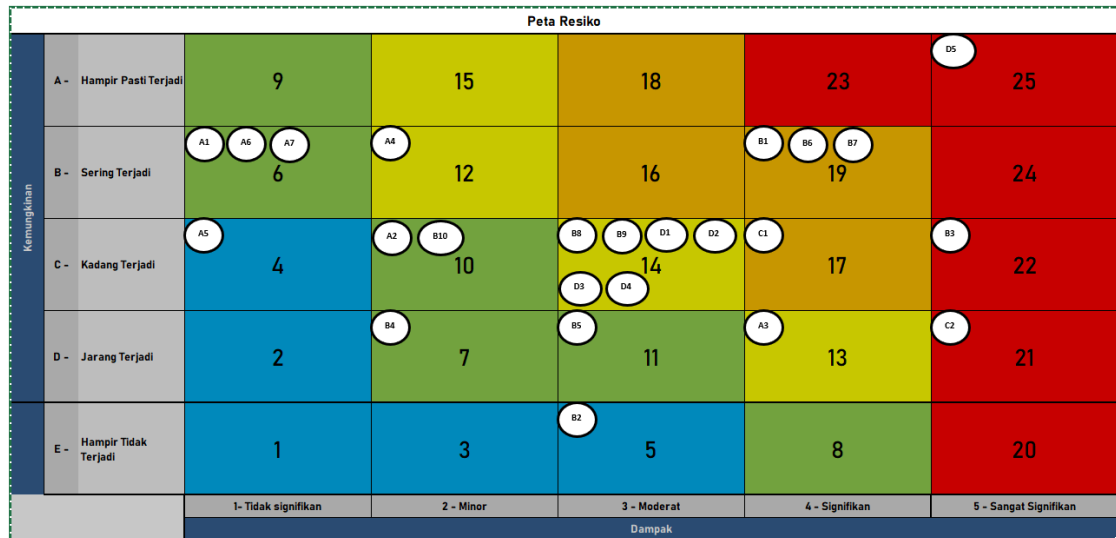 Peta Resiko
Kemungkinan
A - Hampir Pasti Terjadi
9
15
18
23
D5
25
B - Sering Terjadi
A1 A6 A7
6
A4
12
16
B1 B6 B7
19
24
C - Kadang Terjadi
A5
4
A2 B10
10
B8 B9 D1 D2
14
D3 D4
C1
17
B3
22
D - Jarang Terjadi
2
B4
7
B5
11
A3
13
C2
21
E - Hampir Tidak
Terjadi
1
3
B2
5
8
20
1- Tidak signifikan
2 - Minor
3 - Moderat
4 - Signifikan
5 - Sangat Signifikan
Dampak